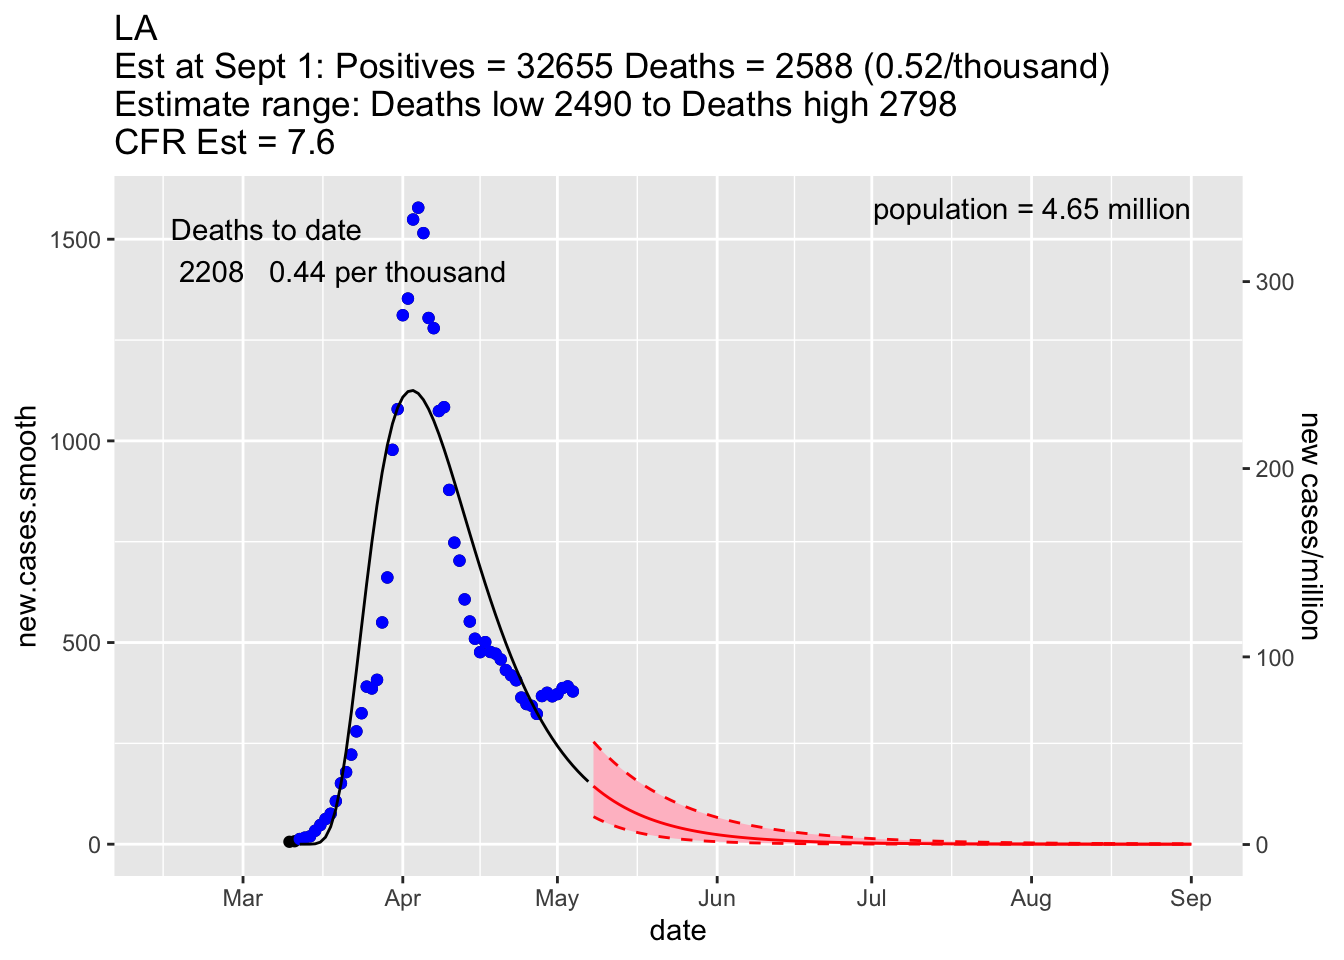 LA
Est at Sept 1: Positives = 32655 Deaths = 2588 (0.52/thousand)
Estimate range: Deaths low 2490 to Deaths high 2798
CFR Est = 7.6
Deaths to date
2208 0.44 per thousand
population = 4.65 million
new.cases.smooth
1500
1000
500
0
300
200
100
0
new cases/million
Mar Apr May Jun Jul Aug Sep
date